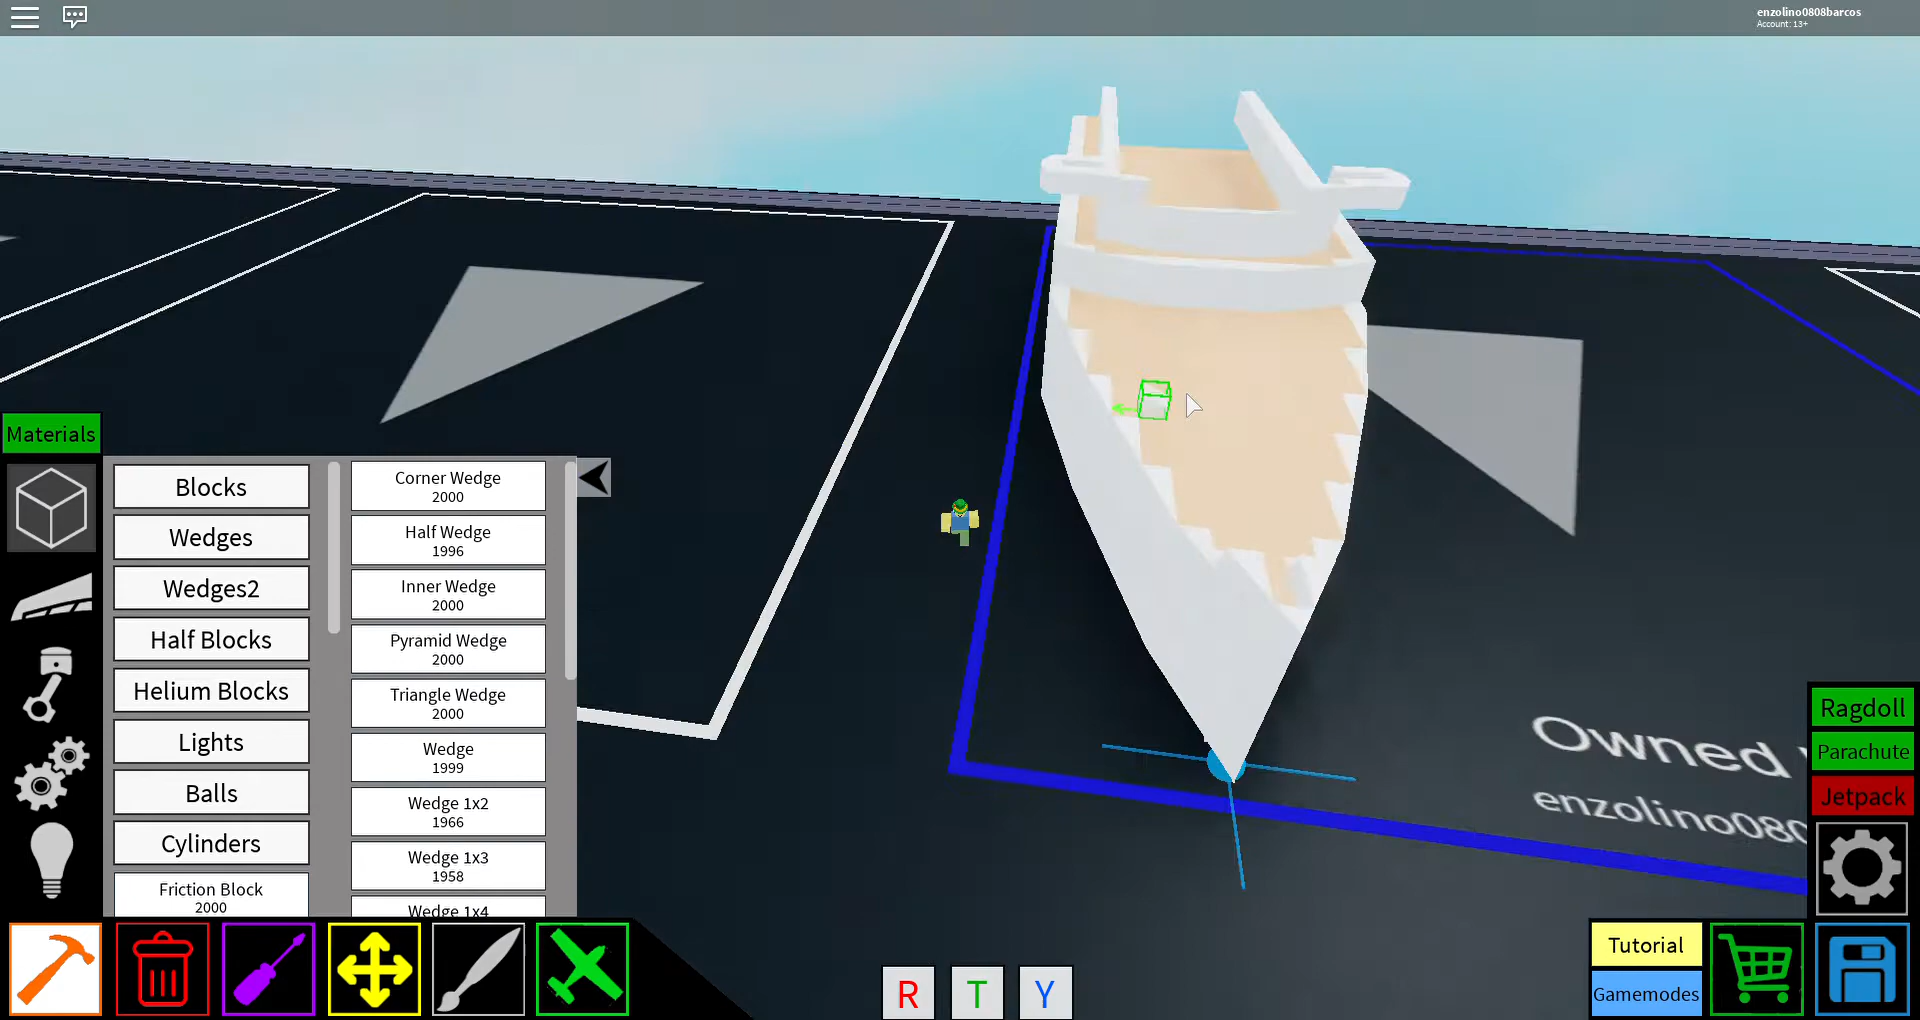 enzolino0808barcos
Account: 13+
Materials
Blocks
Wedges
Wedges2
Half Blocks
Helium Blocks
Lights
Balls
Cylinders
Friction Block
2000
Corner Wedge
2000
Half Wedge
1996
Inner Wedge
2000
Pyramid Wedge
2000
Triangle Wedge
2000
Wedge
1999
Wedge 1x2
1966
Wedge 1x3
1958
Wedge 1x4
Owned
enzolino080
Ragdoll
Parachute
Jetpack
Tutorial
Gamemodes
R T Y